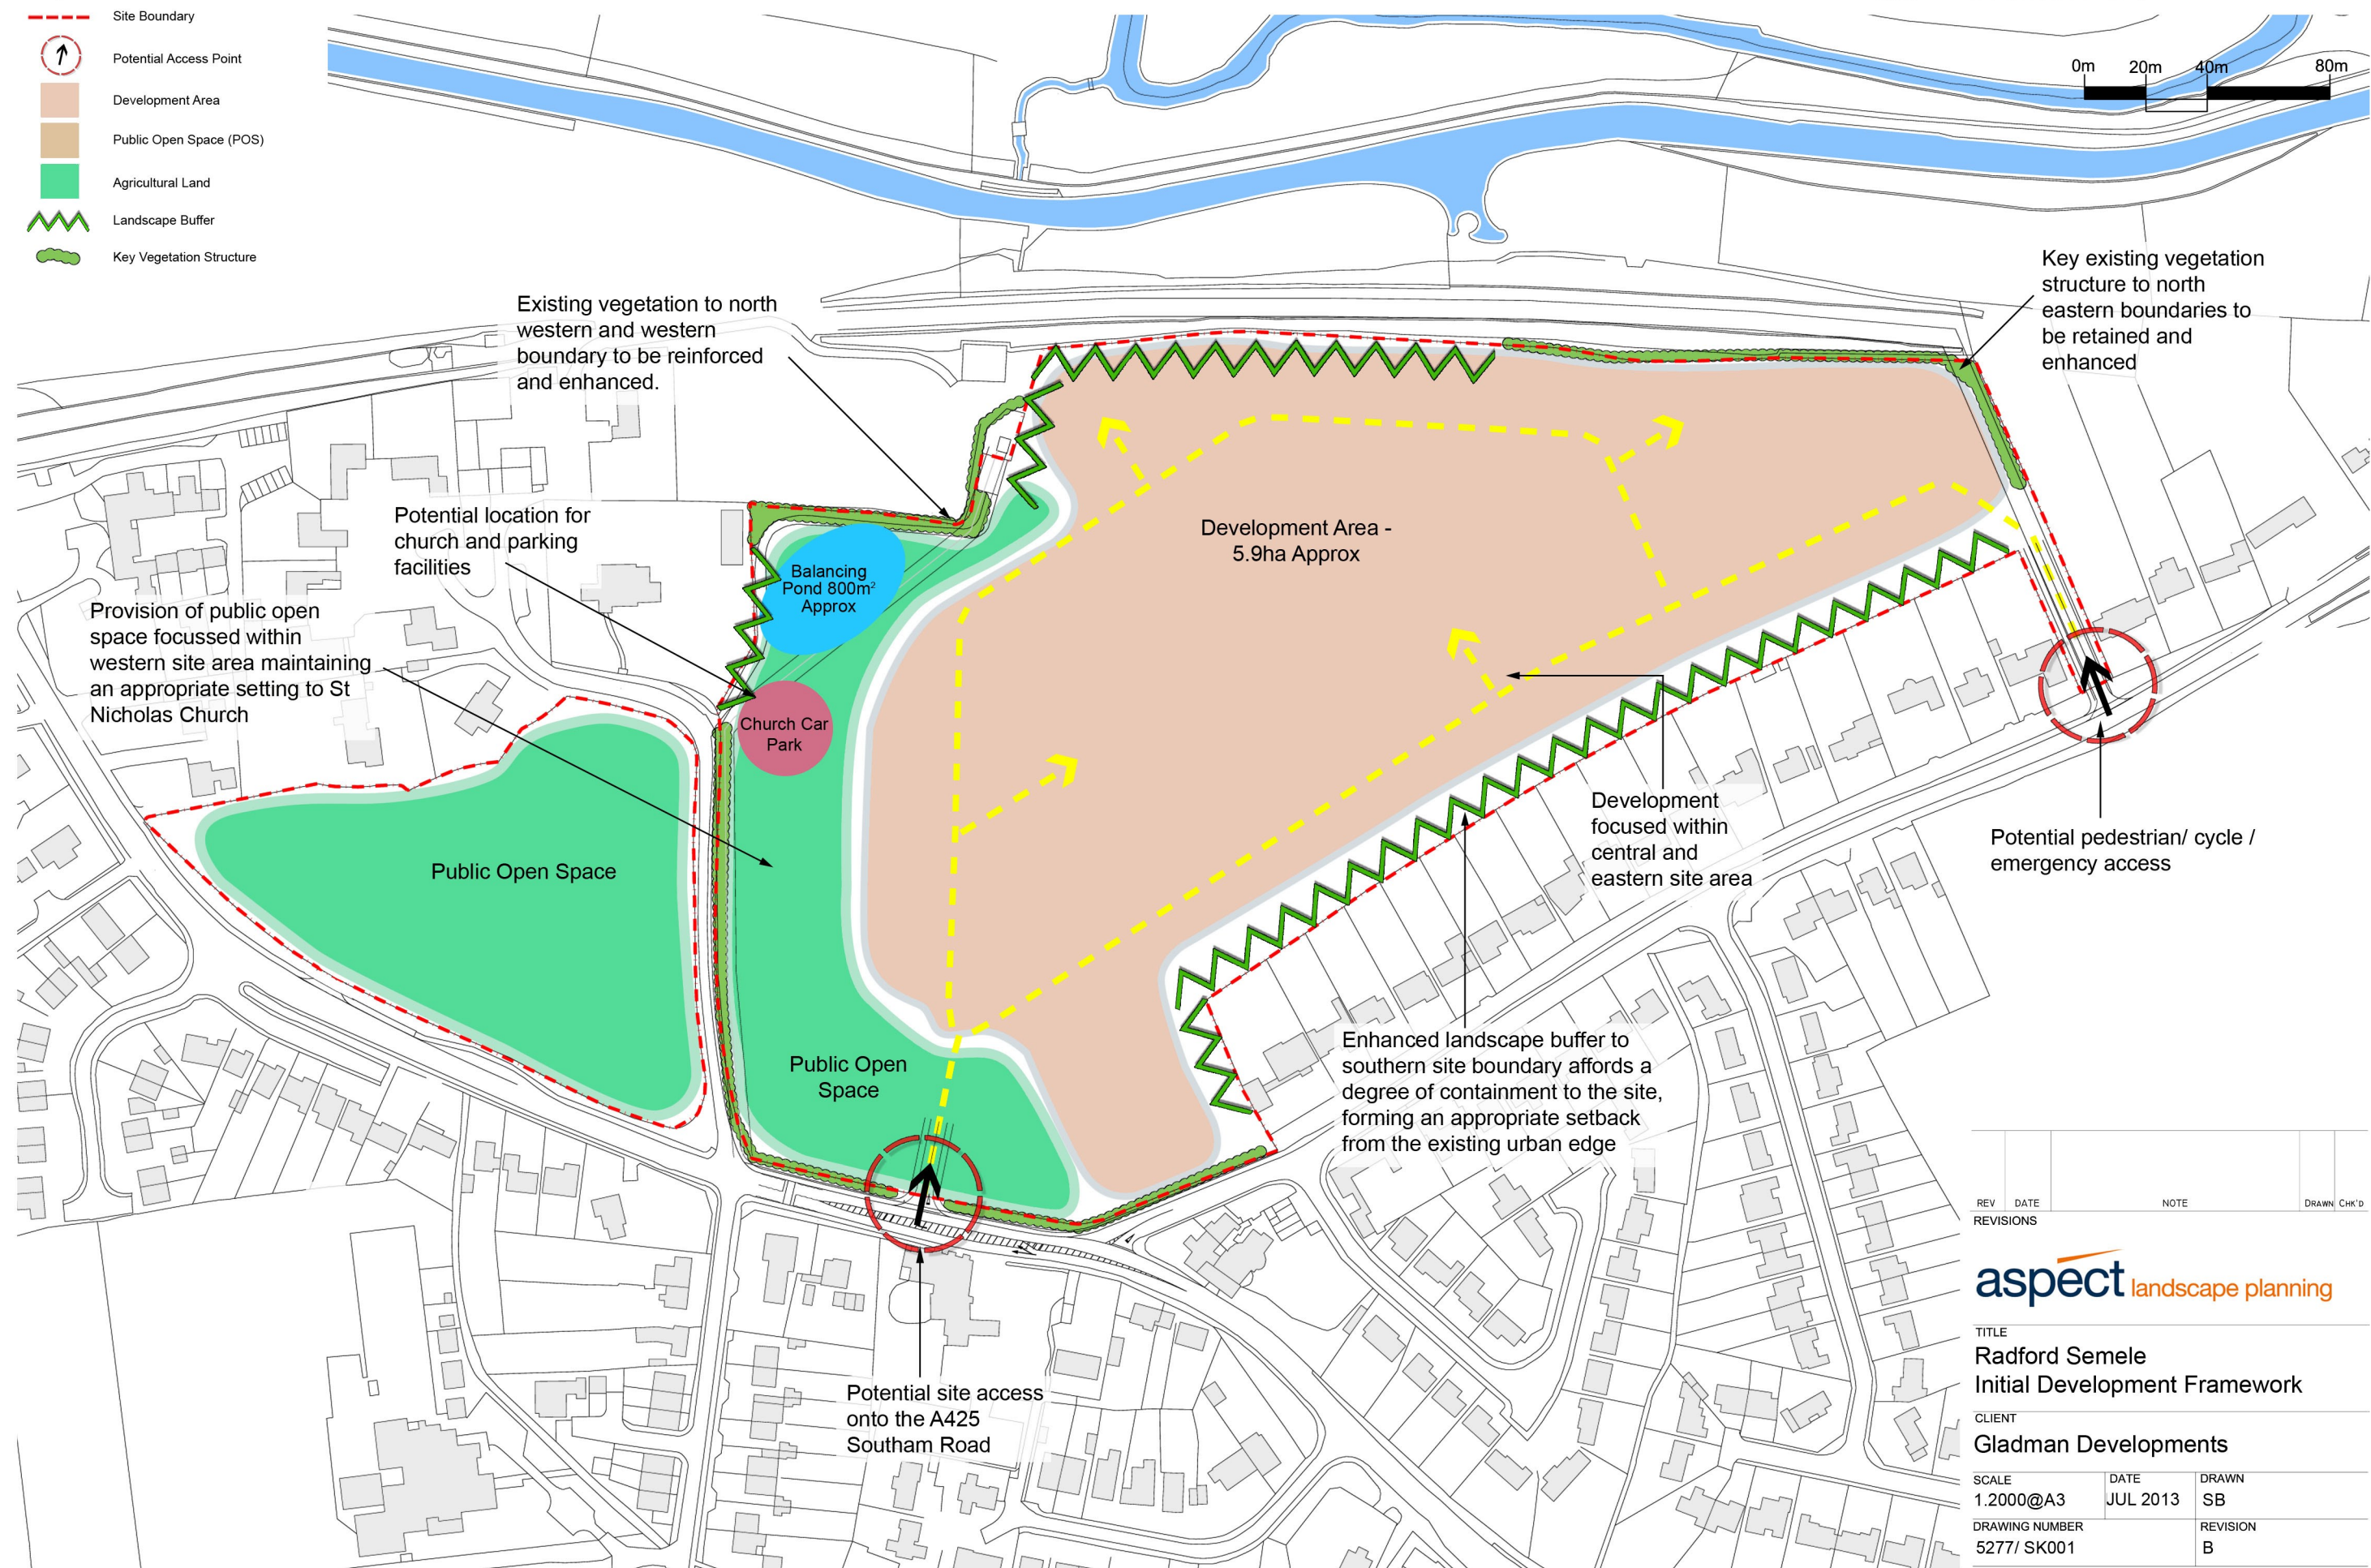 Site Boundary
Potential Access Point
Development Area
Public Open Space (POS)
Agricultural Land
Landscape Buffer
Key Vegetation Structure
0m 20m 40m 80m
Key existing vegetation
structure to north
eastern boundaries to
be retained and
enhanced
Existing vegetation to north
western and western
boundary to be reinforced
and enhanced.
Potential location for
church and parking
facilities
Provision of public open
space focussed within
western site area maintaining
an appropriate setting to St
Nicholas Church
Development Area -
5.9ha Approx
Balancing
Pond 800m²
Approx
Church Car
Park
Public Open Space
Public Open
Space
Development
focused within
central and
eastern site area
Potential pedestrian/ cycle /
emergency access
Enhanced landscape buffer to
southern site boundary affords a
degree of containment to the site,
forming an appropriate setback
from the existing urban edge
Potential site access
onto the A425
Southam Road
REV DATE NOTE DRAWN CHK'D
REVISIONS
aspect landscape planning
TITLE
Radford Semele
Initial Development Framework
CLIENT
Gladman Developments
SCALE DATE DRAWN
1.2000@A3 JUL 2013 SB
DRAWING NUMBER REVISION
5277/ SK001 B